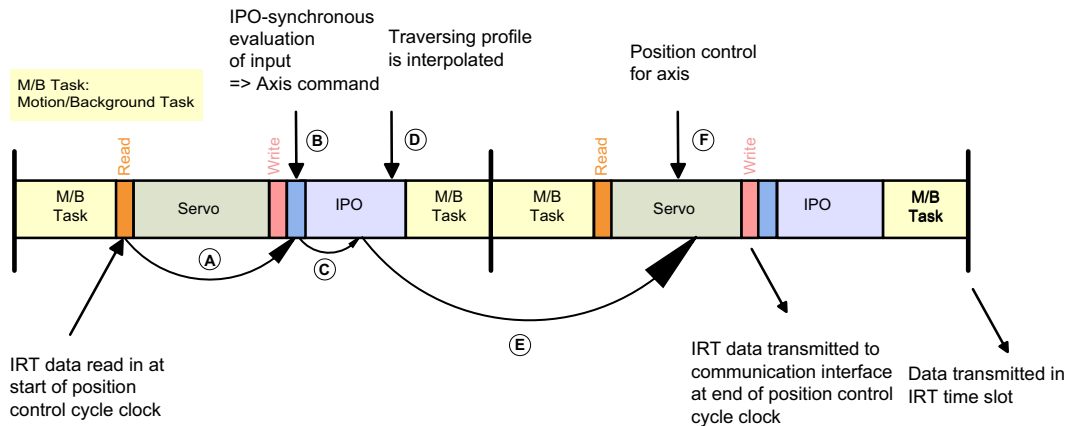 IPO-synchronous
evaluation
of input
=> Axis command
Traversing profile
is interpolated
Position control
for axis
M/B Task:
Motion/Background Task
Read
Write
B
D
Read
F
Write
M/B
Task
Servo
IPO
M/B
Task
M/B
Task
Servo
IPO
M/B
Task
A
C
E
IRT data read in at
start of position
control cycle clock
IRT data transmitted to
communication interface
at end of position control
cycle clock
Data transmitted in
IRT time slot